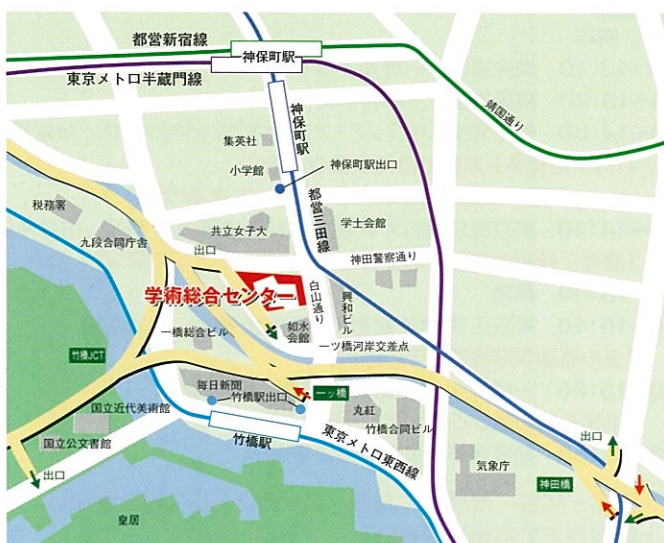 都営新宿線
神保町駅
東京メトロ半蔵門線
靖国通り
神保町駅
集英社
小学館
神保町駅出口
都営三田線
税務署
九段合同庁舎
出口
共立女子大
学士会館
神田警察通り
学術総合センター
白山通り
興和ビル
如水
会館
一橋総合ビル
一ツ橋河岸交差点
竹橋JCT
毎日新聞
竹橋駅出口
一ッ橋
国立近代美術館
丸紅
竹橋合同ビル
竹橋駅
東京メトロ東西線
国立公文書館
出口
気象庁
出口
神田橋
皇居